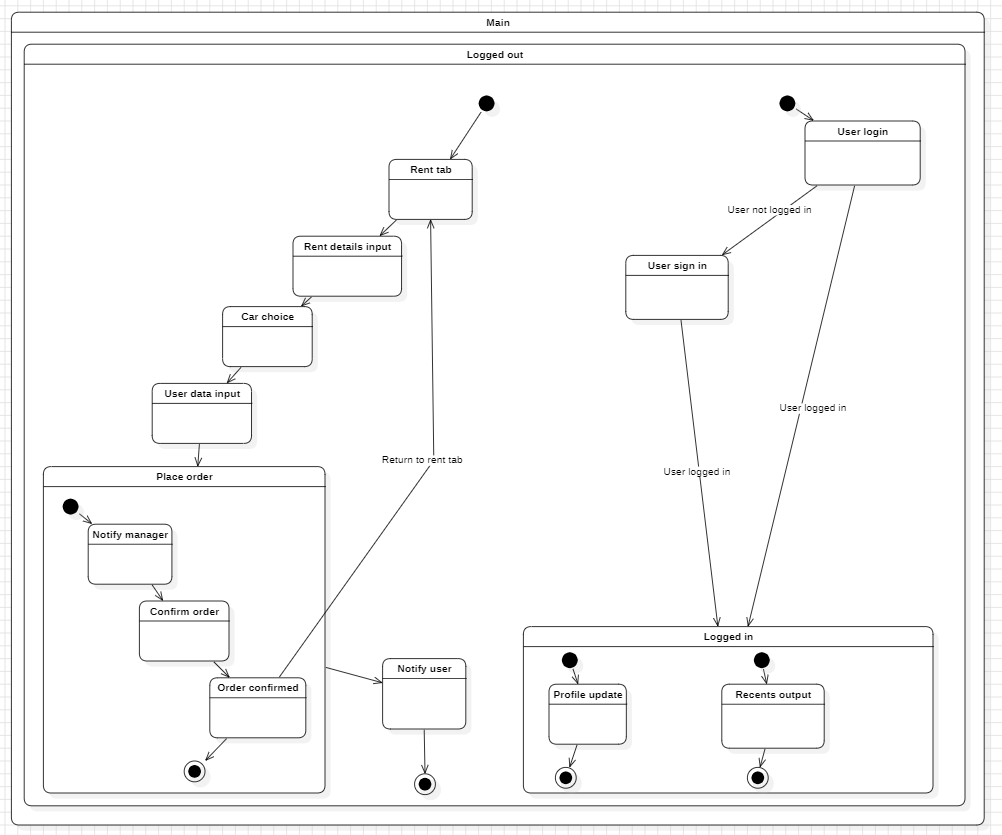 Main
Logged out
Rent tab
Rent details input
Car choice
User data input
Place order
Notify manager
Confirm order
Order confirmed
Return to rent tab
Notify user
User login
User not logged in
User sign in
User logged in
User logged in
Logged in
Profile update
Recents output